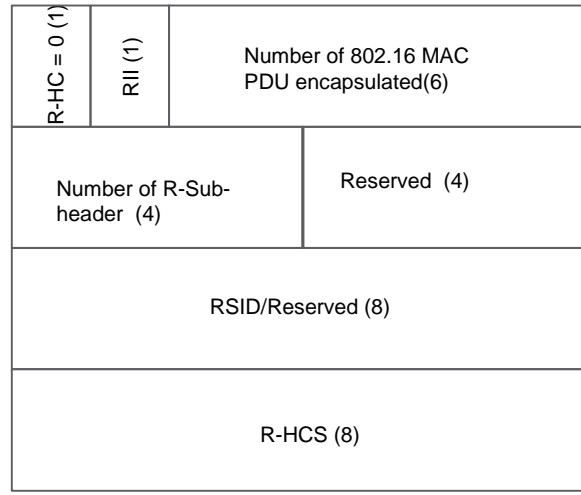 R-HC = 0 (1)
RII (1)
Number of 802.16 MAC
PDU encapsulated(6)
Number of R-Sub-
header (4)
Reserved (4)
RSID/Reserved (8)
R-HCS (8)